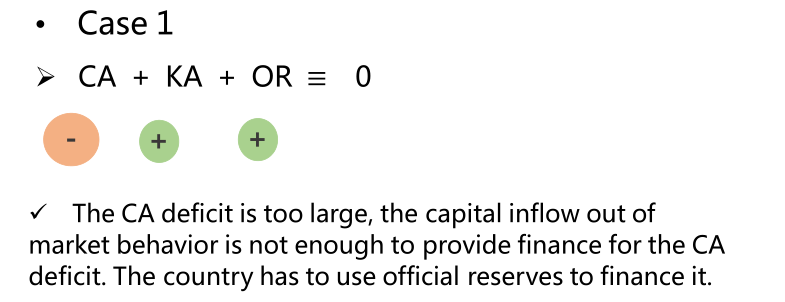 • Case 1
➢ CA + KA + OR ≡ 0
- + +
✓ The CA deficit is too large, the capital inflow out of
market behavior is not enough to provide finance for the CA
deficit. The country has to use official reserves to finance it.